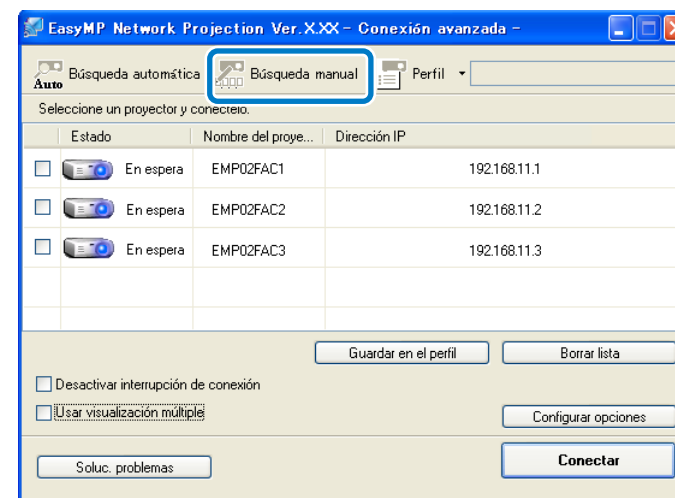 EasyMP Network Projection Ver.X.XX – Conexión avanzada –
Auto Búsqueda automática Búsqueda manual Perfil
Seleccione un proyector y conéctelo.
Estado Nombre del proye... Dirección IP
En espera EMP02FAC1 192.168.11.1
En espera EMP02FAC2 192.168.11.2
En espera EMP02FAC3 192.168.11.3
Guardar en el perfil Borrar lista
Desactivar interrupción de conexión
Usar visualización múltiple
Configurar opciones
Soluc. problemas Conectar